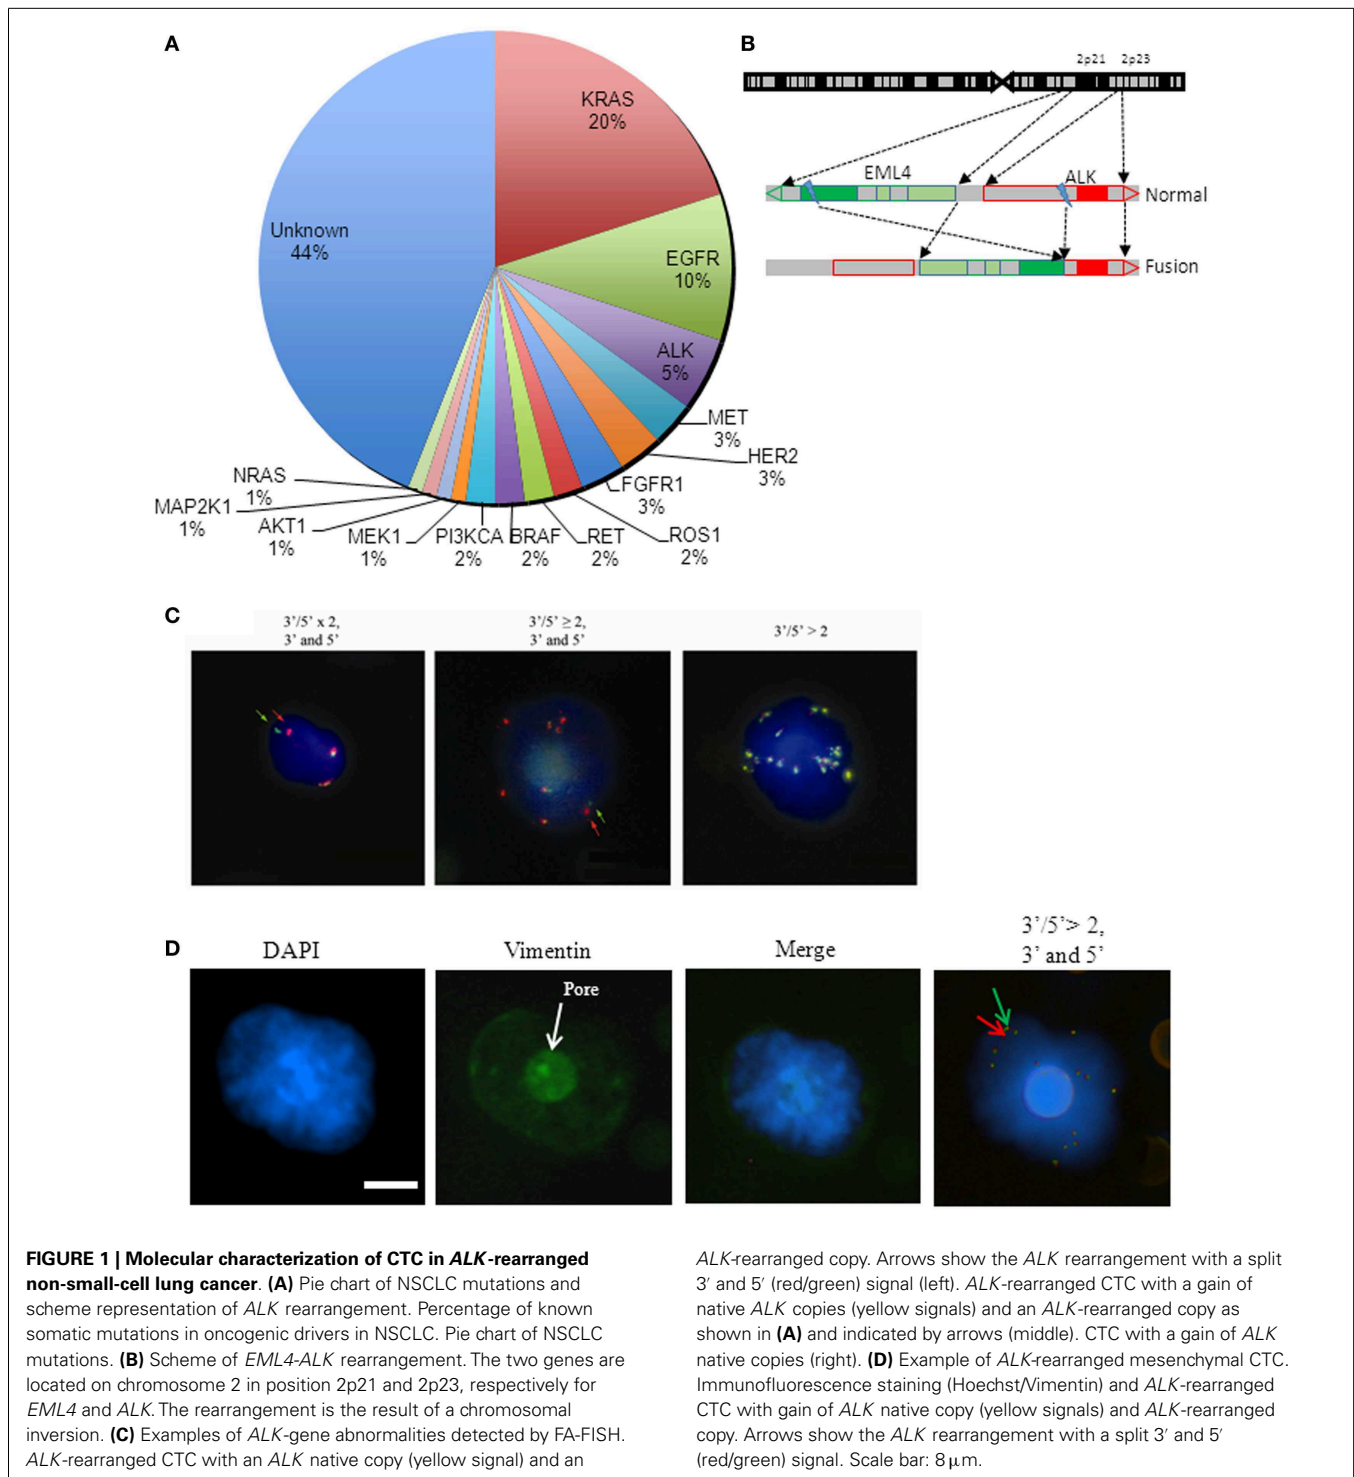 A
KRAS
20%
EGFR
10%
ALK
5%
MET
3%
HER2
3%
FGFR1
3%
ROS1
2%
RET
2%
BRAF
2%
PI3KCA
2%
MEK1
1%
AKT1
1%
MAP2K1
1%
NRAS
1%
Unknown
44%
B
2p21 2p23
EML4 ALK
Normal
Fusion
C
3'/5' x 2,
3' and 5'
3'/5' ≥ 2,
3' and 5'
3'/5' > 2
D
DAPI
Vimentin
Pore
Merge
3'/5'> 2,
3' and 5'
FIGURE 1 | Molecular characterization of CTC in ALK-rearranged
non-small-cell lung cancer. (A) Pie chart of NSCLC mutations and
scheme representation of ALK rearrangement. Percentage of known
somatic mutations in oncogenic drivers in NSCLC. Pie chart of NSCLC
mutations. (B) Scheme of EML4-ALK rearrangement. The two genes are
located on chromosome 2 in position 2p21 and 2p23, respectively for
EML4 and ALK. The rearrangement is the result of a chromosomal
inversion. (C) Examples of ALK-gene abnormalities detected by FA-FISH.
ALK-rearranged CTC with an ALK native copy (yellow signal) and an
ALK-rearranged copy. Arrows show the ALK rearrangement with a split
3′ and 5′ (red/green) signal (left). ALK-rearranged CTC with a gain of
native ALK copies (yellow signals) and an ALK-rearranged copy as
shown in (A) and indicated by arrows (middle). CTC with a gain of ALK
native copies (right). (D) Example of ALK-rearranged mesenchymal CTC.
Immunofluorescence staining (Hoechst/Vimentin) and ALK-rearranged
CTC with gain of ALK native copy (yellow signals) and ALK-rearranged
copy. Arrows show the ALK rearrangement with a split 3′ and 5′
(red/green) signal. Scale bar: 8 μm.